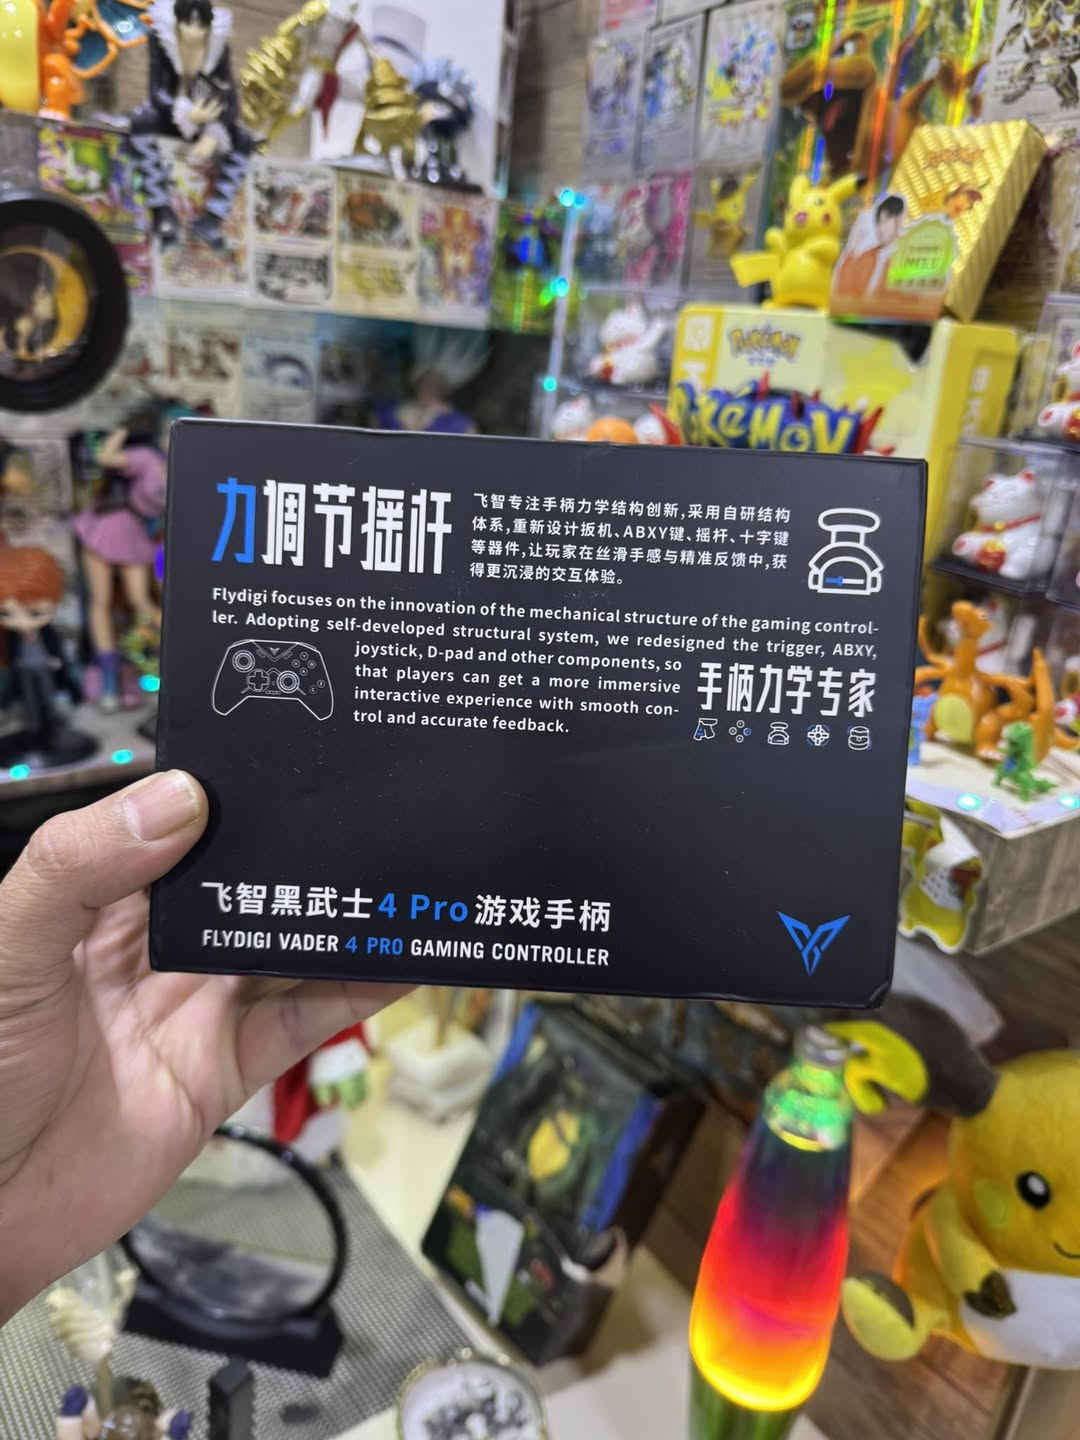 Pokémon
POKÉMON
力调节摇杆
飞智专注手柄力学结构创新,采用自研结构
体系,重新设计扳机、ABXY键、摇杆、十字键
等器件,让玩家在丝滑手感与精准反馈中,获
得更沉浸的交互体验。
Flydigi focuses on the innovation of the mechanical structure of the gaming control-
ler. Adopting self-developed structural system, we redesigned the trigger, ABXY,
joystick, D-pad and other components, so
that players can get a more immersive
interactive experience with smooth con-
trol and accurate feedback.
手柄力学专家
飞智黑武士4 Pro游戏手柄
FLYDIGI VADER 4 PRO GAMING CONTROLLER